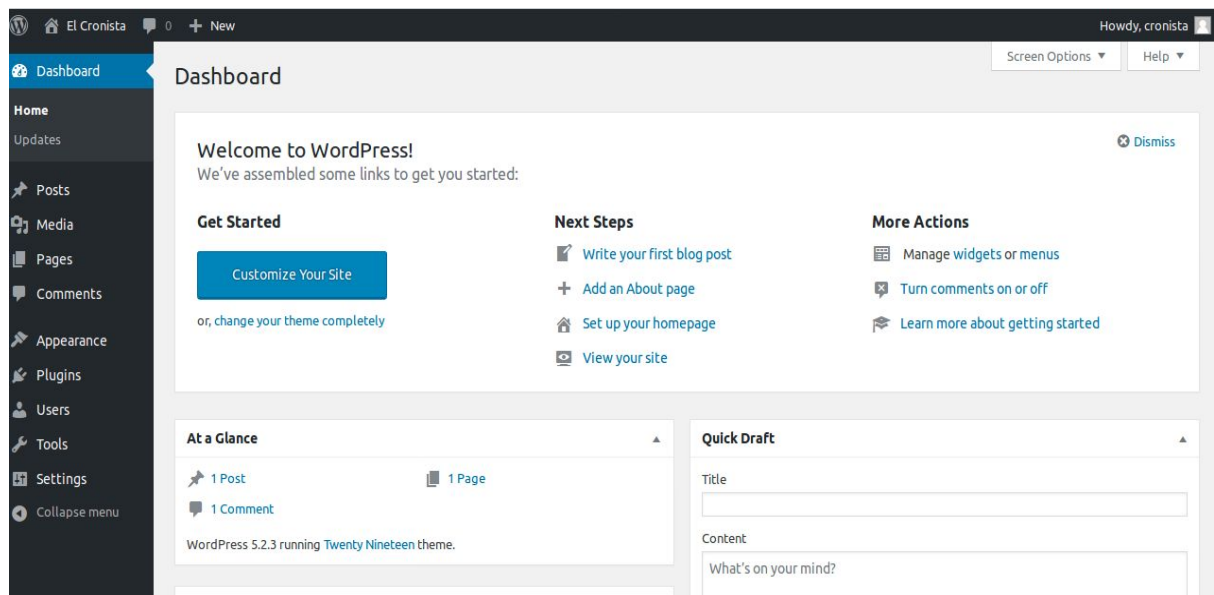 El Cronista 0 New Howdy, cronista
Screen Options Help
Dashboard
Home
Updates
Posts
Media
Pages
Comments
Appearance
Plugins
Users
Tools
Settings
Collapse menu
Dashboard
Welcome to WordPress!
We've assembled some links to get you started:
Dismiss
Get Started
Customize Your Site
or, change your theme completely
Next Steps
Write your first blog post
Add an About page
Set up your homepage
View your site
More Actions
Manage widgets or menus
Turn comments on or off
Learn more about getting started
At a Glance
1 Post 1 Page
1 Comment
WordPress 5.2.3 running Twenty Nineteen theme.
Quick Draft
Title
Content
What's on your mind?